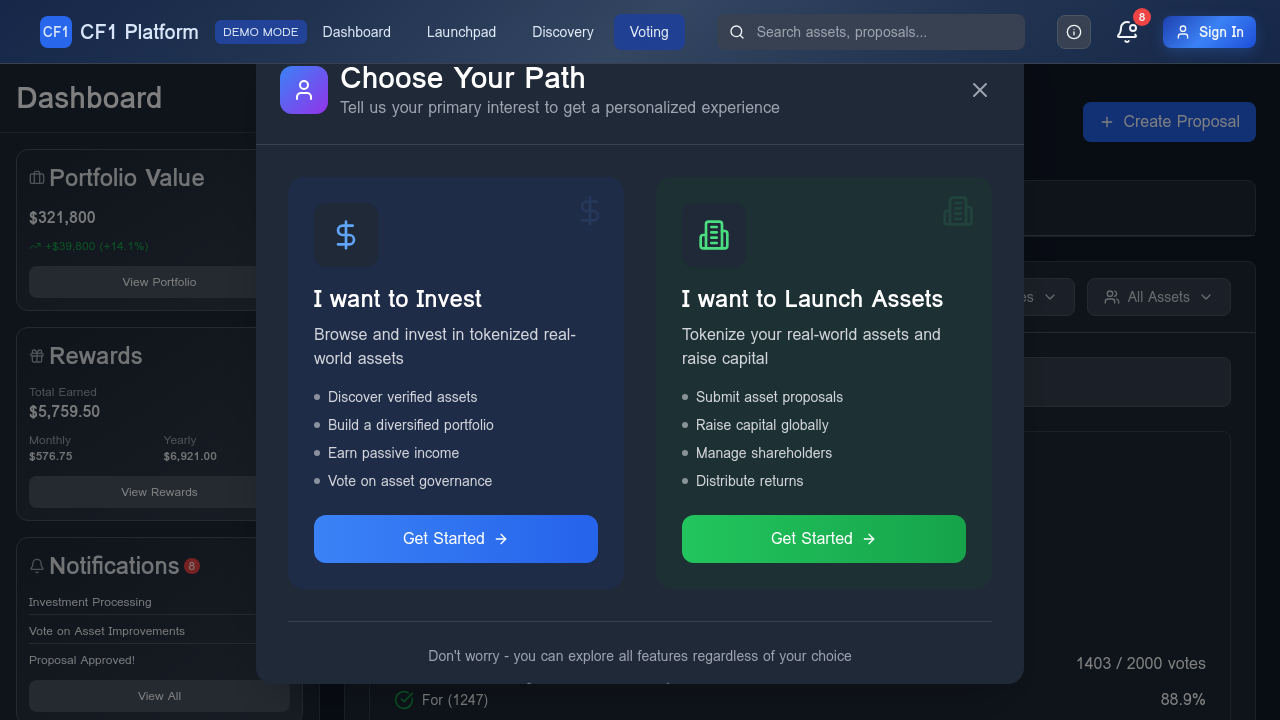 CF1 CF1 Platform DEMO MODE Dashboard Launchpad Discovery Voting Search assets, proposals... 8 Sign In
Dashboard
Create Proposal
Portfolio Value
$321,800
+$39,800 (+14.1%)
View Portfolio
Rewards
Total Earned
$5,759.50
Monthly Yearly
$576.75 $6,921.00
View Rewards
Notifications 8
Investment Processing
Vote on Asset Improvements
Proposal Approved!
View All
Choose Your Path
Tell us your primary interest to get a personalized experience
I want to Invest
Browse and invest in tokenized real-
world assets
Discover verified assets
Build a diversified portfolio
Earn passive income
Vote on asset governance
Get Started
I want to Launch Assets
Tokenize your real-world assets and
raise capital
Submit asset proposals
Raise capital globally
Manage shareholders
Distribute returns
Get Started
Don't worry - you can explore all features regardless of your choice
All Assets
1403 / 2000 votes
For (1247) 88.9%